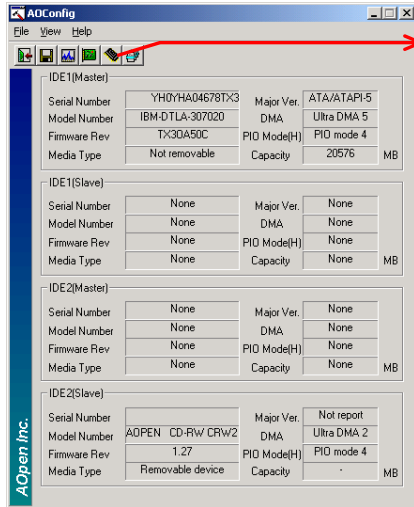 AOConfig
File View Help
IDE1(Master)
Serial Number YH0YHA04678TX3 Major Ver. ATA/ATAPI-5
Model Number IBM-DTLA-307020 DMA Ultra DMA 5
Firmware Rev TX3OA50C PIO Mode(H) PIO mode 4
Media Type Not removable Capacity 20576 MB
IDE1(Slave)
Serial Number None Major Ver. None
Model Number None DMA None
Firmware Rev None PIO Mode(H) None
Media Type None Capacity None MB
IDE2(Master)
Serial Number None Major Ver. None
Model Number None DMA None
Firmware Rev None PIO Mode(H) None
Media Type None Capacity None MB
IDE2(Slave)
Serial Number Major Ver. Not report
Model Number AOPEN CD-RW CRW2 DMA Ultra DMA 2
Firmware Rev 1.27 PIO Mode(H) PIO mode 4
Media Type Removable device Capacity - MB
AOpen Inc.